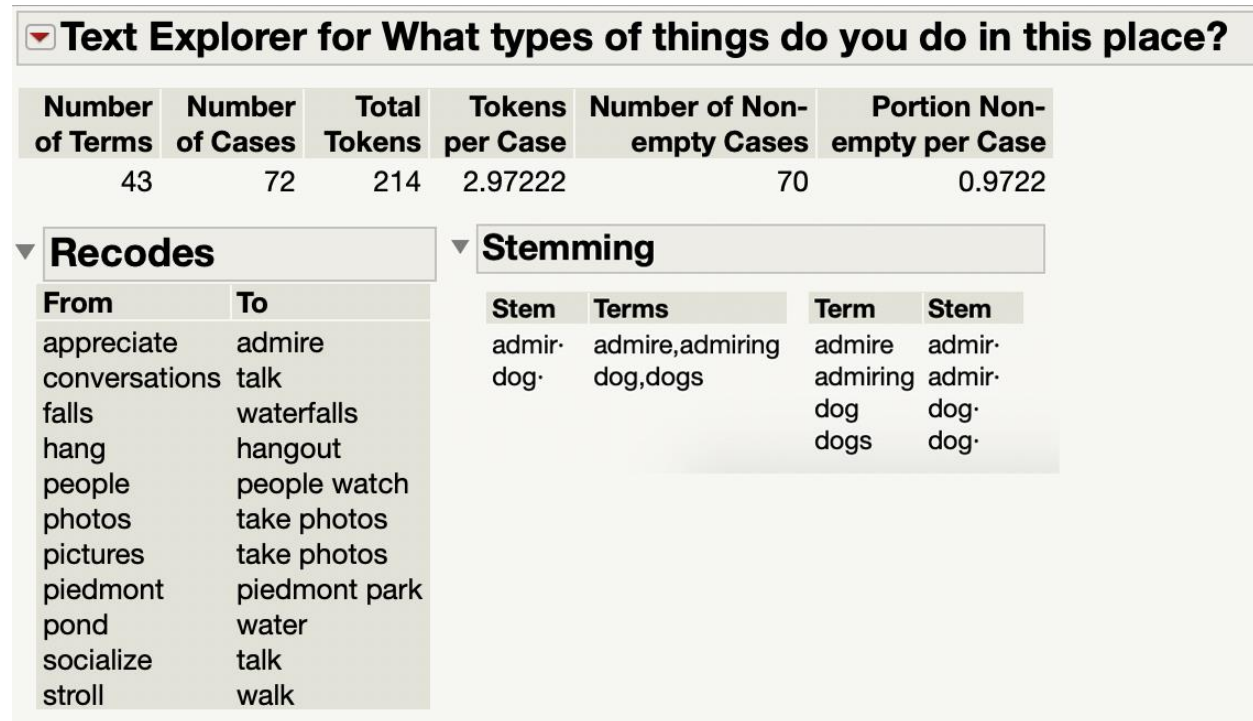 Text Explorer for What types of things do you do in this place?
Number of Terms Number of Cases Total Tokens Tokens per Case Number of Non-empty Cases Portion Non-empty per Case
43 72 214 2.97222 70 0.9722
Recodes
From To
appreciate admire
conversations talk
falls waterfalls
hang hangout
people people watch
photos take photos
pictures take photos
piedmont piedmont park
pond water
socialize talk
stroll walk
Stemming
Stem Terms
admir· admire,admiring
dog· dog,dogs
Term Stem
admire admir·
admiring admir·
dog dog·
dogs dog·